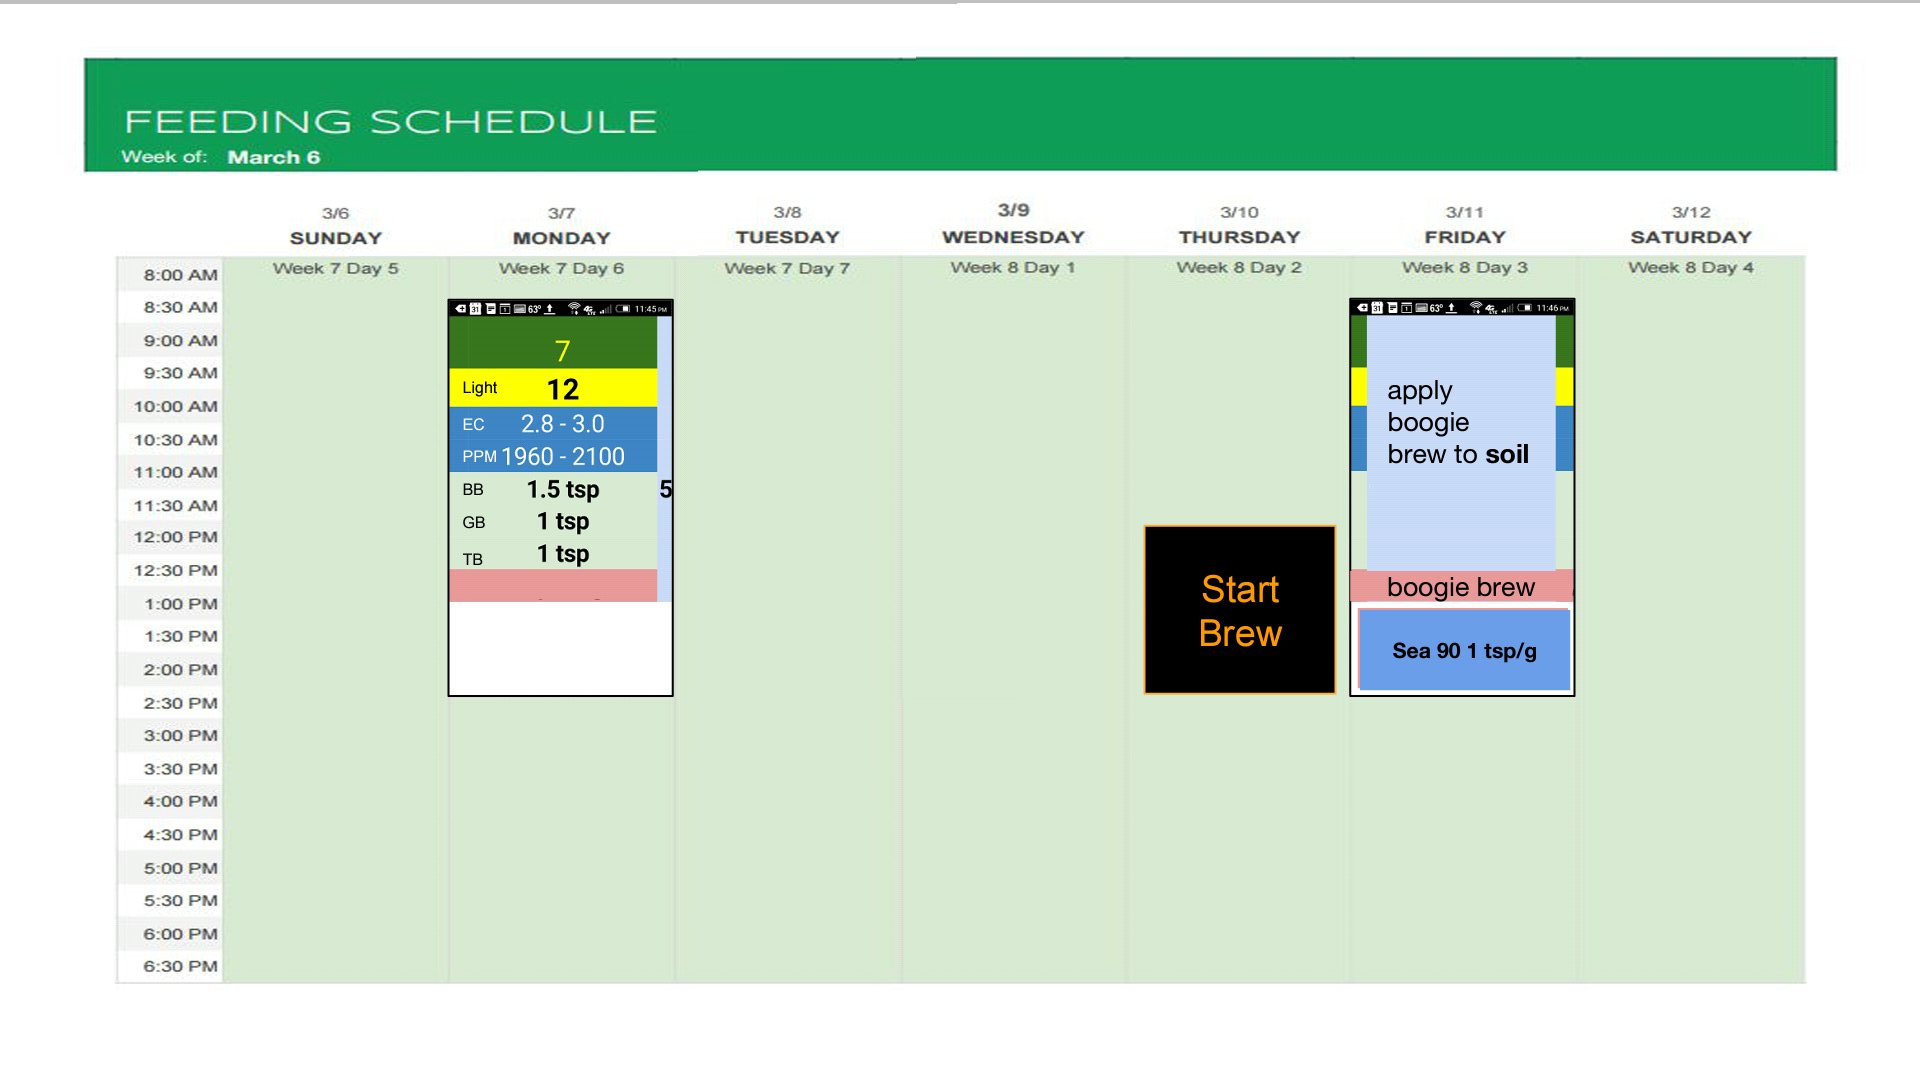 FEEDING SCHEDULE
Week of: March 6
3/6 3/7 3/8 3/9 3/10 3/11 3/12
SUNDAY MONDAY TUESDAY WEDNESDAY THURSDAY FRIDAY SATURDAY
Week 7 Day 5 Week 7 Day 6 Week 7 Day 7 Week 8 Day 1 Week 8 Day 2 Week 8 Day 3 Week 8 Day 4
8:00 AM
8:30 AM
9:00 AM
9:30 AM
10:00 AM
10:30 AM
11:00 AM
11:30 AM
12:00 PM
12:30 PM
1:00 PM
1:30 PM
2:00 PM
2:30 PM
3:00 PM
3:30 PM
4:00 PM
4:30 PM
5:00 PM
5:30 PM
6:00 PM
6:30 PM
31 1 63° 4G LTE 11:45 PM
7
Light 12
EC 2.8 - 3.0
PPM 1960 - 2100
BB 1.5 tsp 5
GB 1 tsp
TB 1 tsp
Start
Brew
31 1 63° 4G LTE 11:46 PM
apply
boogie
brew to soil
boogie brew
Sea 90 1 tsp/g